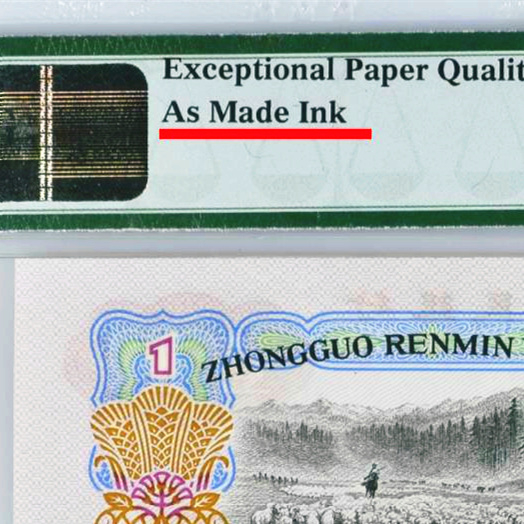 Exceptional Paper Qualit
As Made Ink
1
ZHONGGUO RENMIN